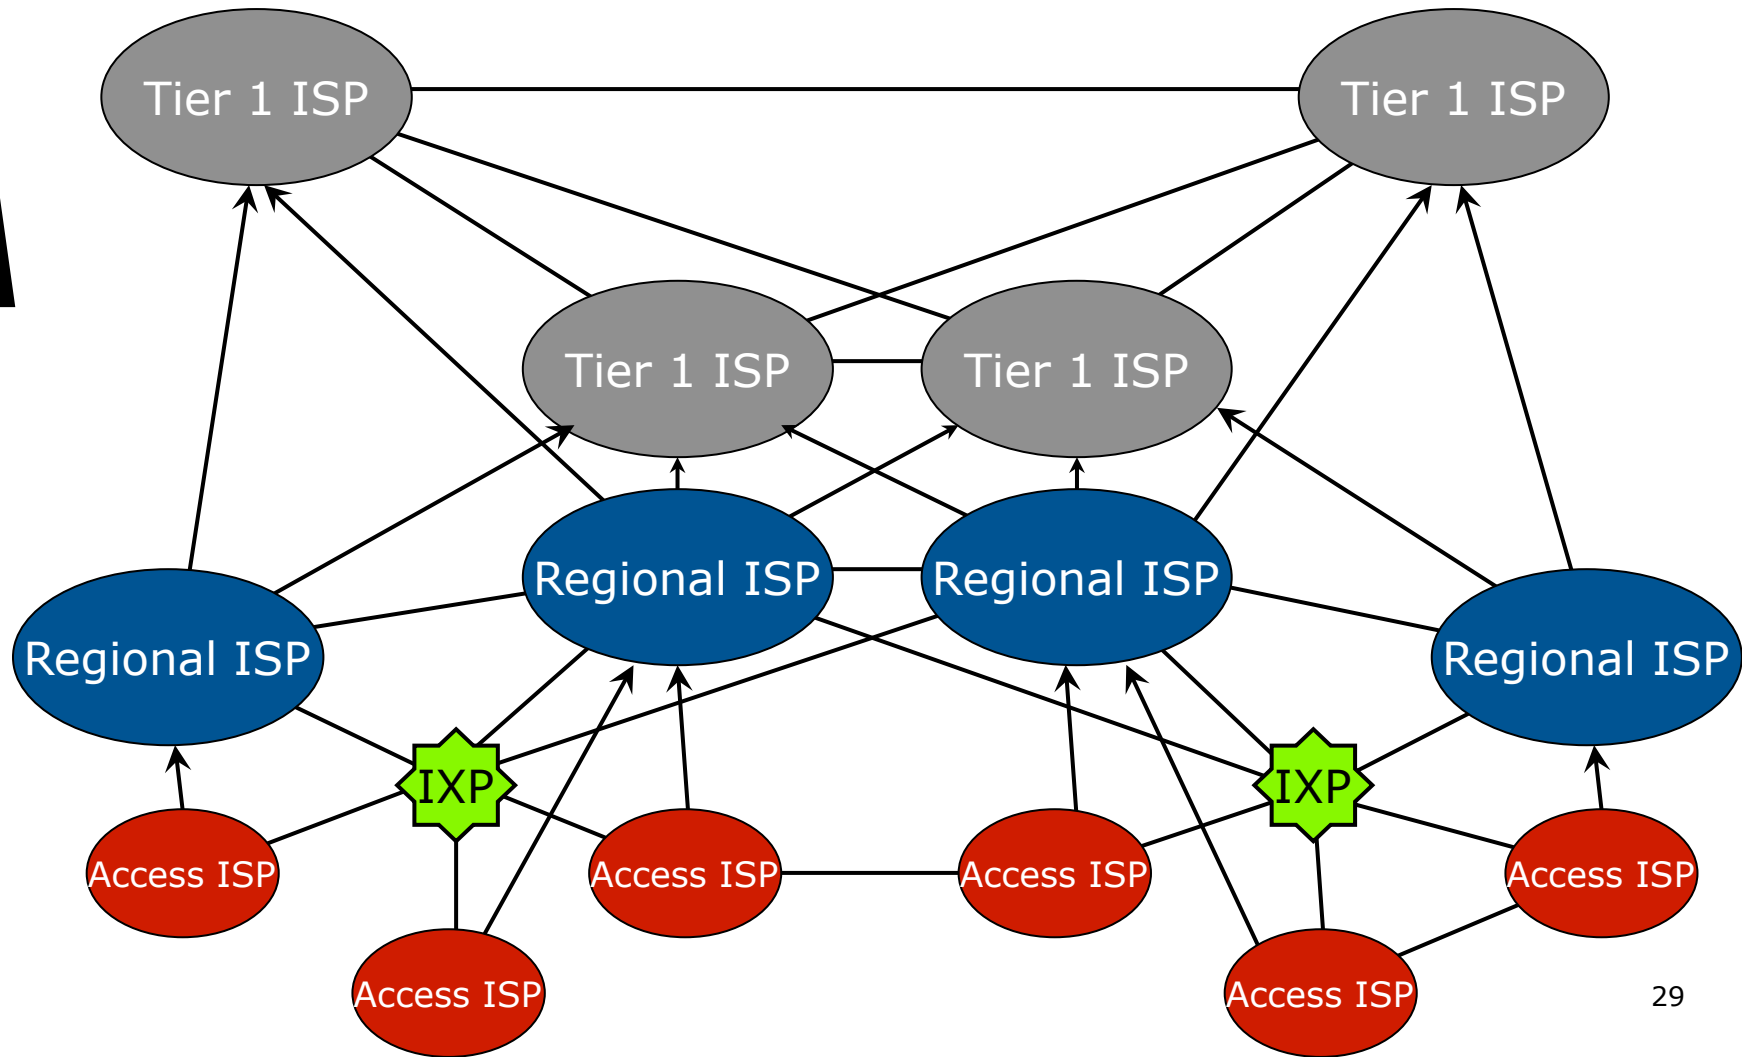 Tier 1 ISP
Tier 1 ISP
Tier 1 ISP
Tier 1 ISP
Regional ISP
Regional ISP
Regional ISP
Regional ISP
IXP
IXP
Access ISP
Access ISP
Access ISP
Access ISP
Access ISP
Access ISP
29